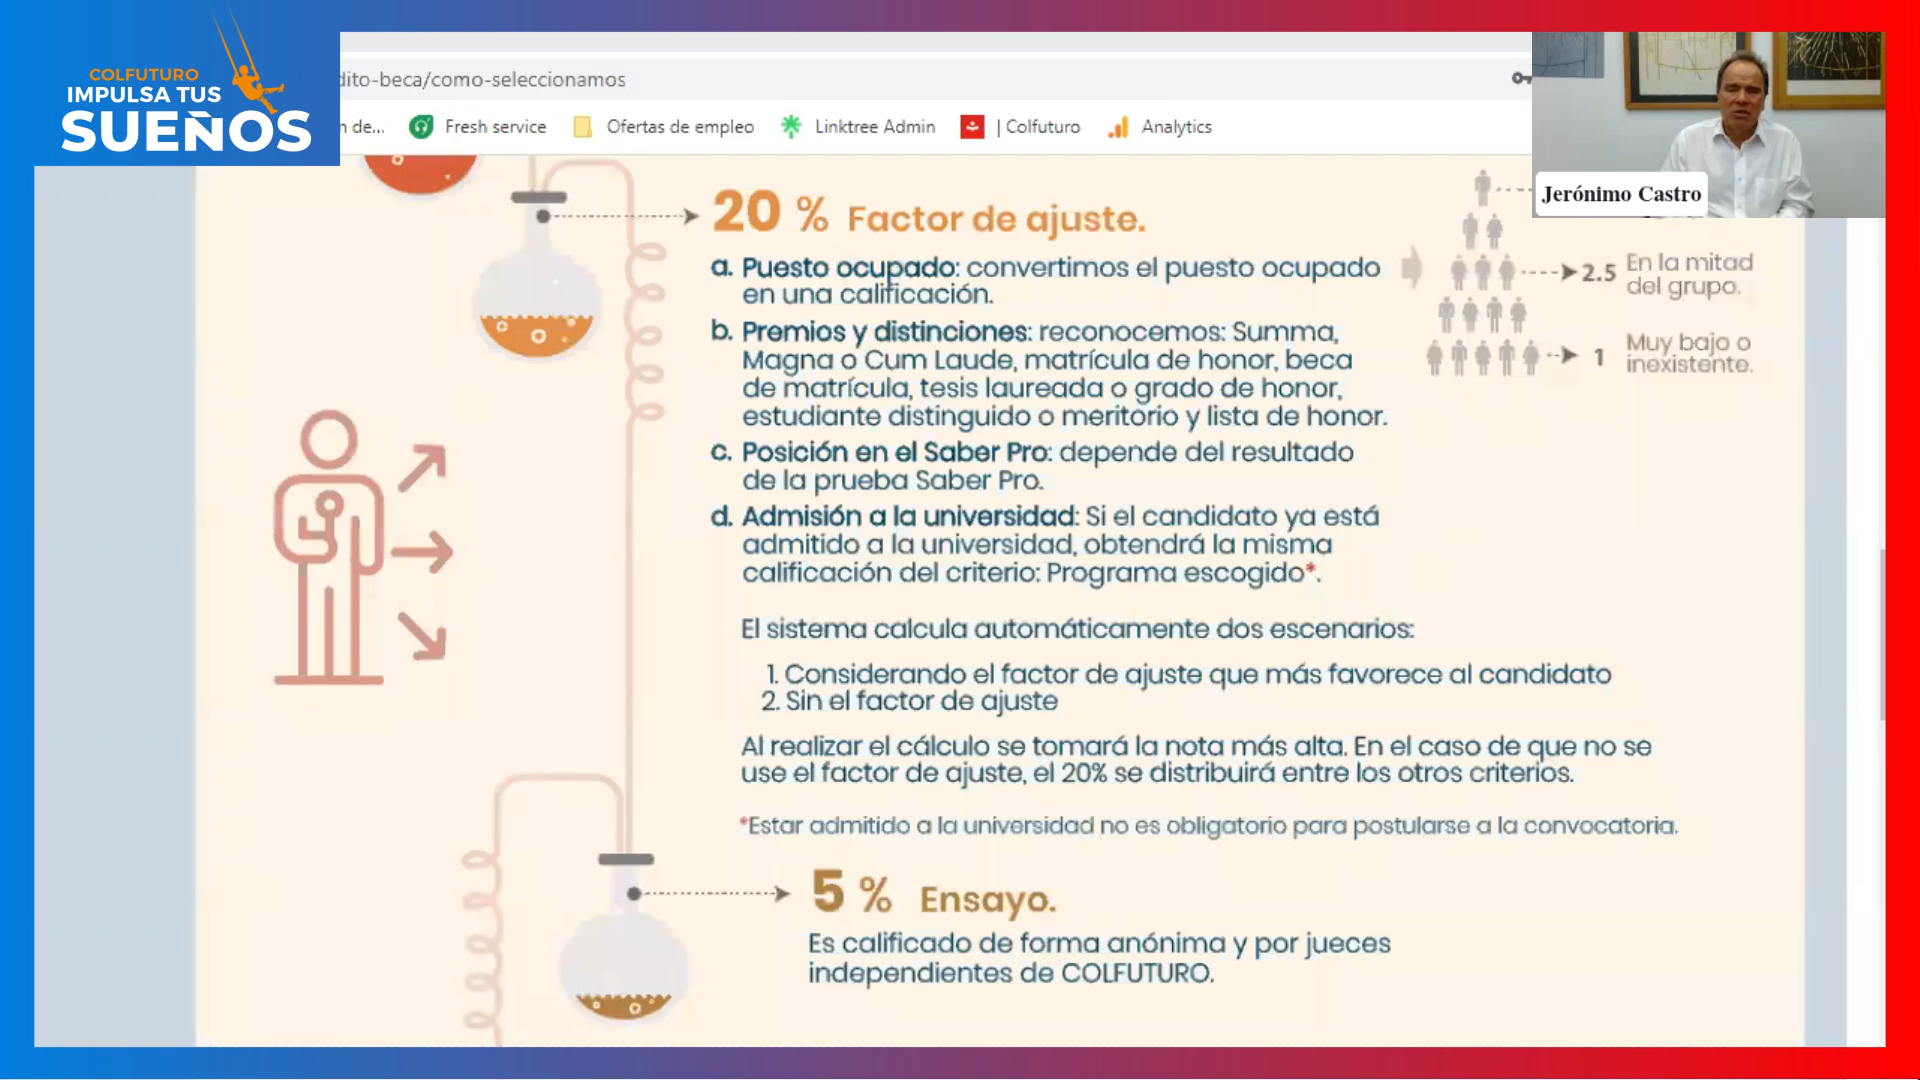 COLFUTURO
IMPULSA TUS
SUEÑOS
dito-beca/como-seleccionamos
n de...
Fresh service
Ofertas de empleo
Linktree Admin
| Colfuturo
Analytics
Jerónimo Castro
20 % Factor de ajuste.
a. Puesto ocupado: convertimos el puesto ocupado
en una calificación.
2.5 En la mitad
del grupo.
1 Muy bajo o
inexistente.
b. Premios y distinciones: reconocemos: Summa,
Magna o Cum Laude, matrícula de honor, beca
de matrícula, tesis laureada o grado de honor,
estudiante distinguido o meritorio y lista de honor.
c. Posición en el Saber Pro: depende del resultado
de la prueba Saber Pro.
d. Admisión a la universidad: Si el candidato ya está
admitido a la universidad, obtendrá la misma
calificación del criterio: Programa escogido*.
El sistema calcula automáticamente dos escenarios:
1. Considerando el factor de ajuste que más favorece al candidato
2. Sin el factor de ajuste
Al realizar el cálculo se tomará la nota más alta. En el caso de que no se
use el factor de ajuste, el 20% se distribuirá entre los otros criterios.
*Estar admitido a la universidad no es obligatorio para postularse a la convocatoria.
5 % Ensayo.
Es calificado de forma anónima y por jueces
independientes de COLFUTURO.